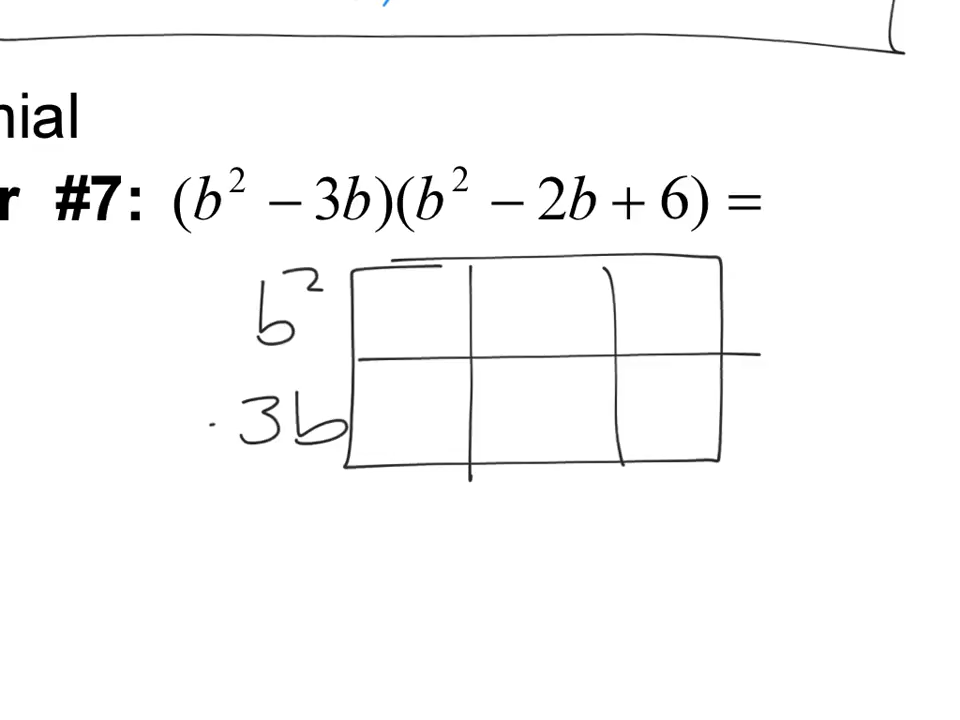 nial
r #7: (b² − 3b)(b² − 2b + 6) =
b²
· 3b